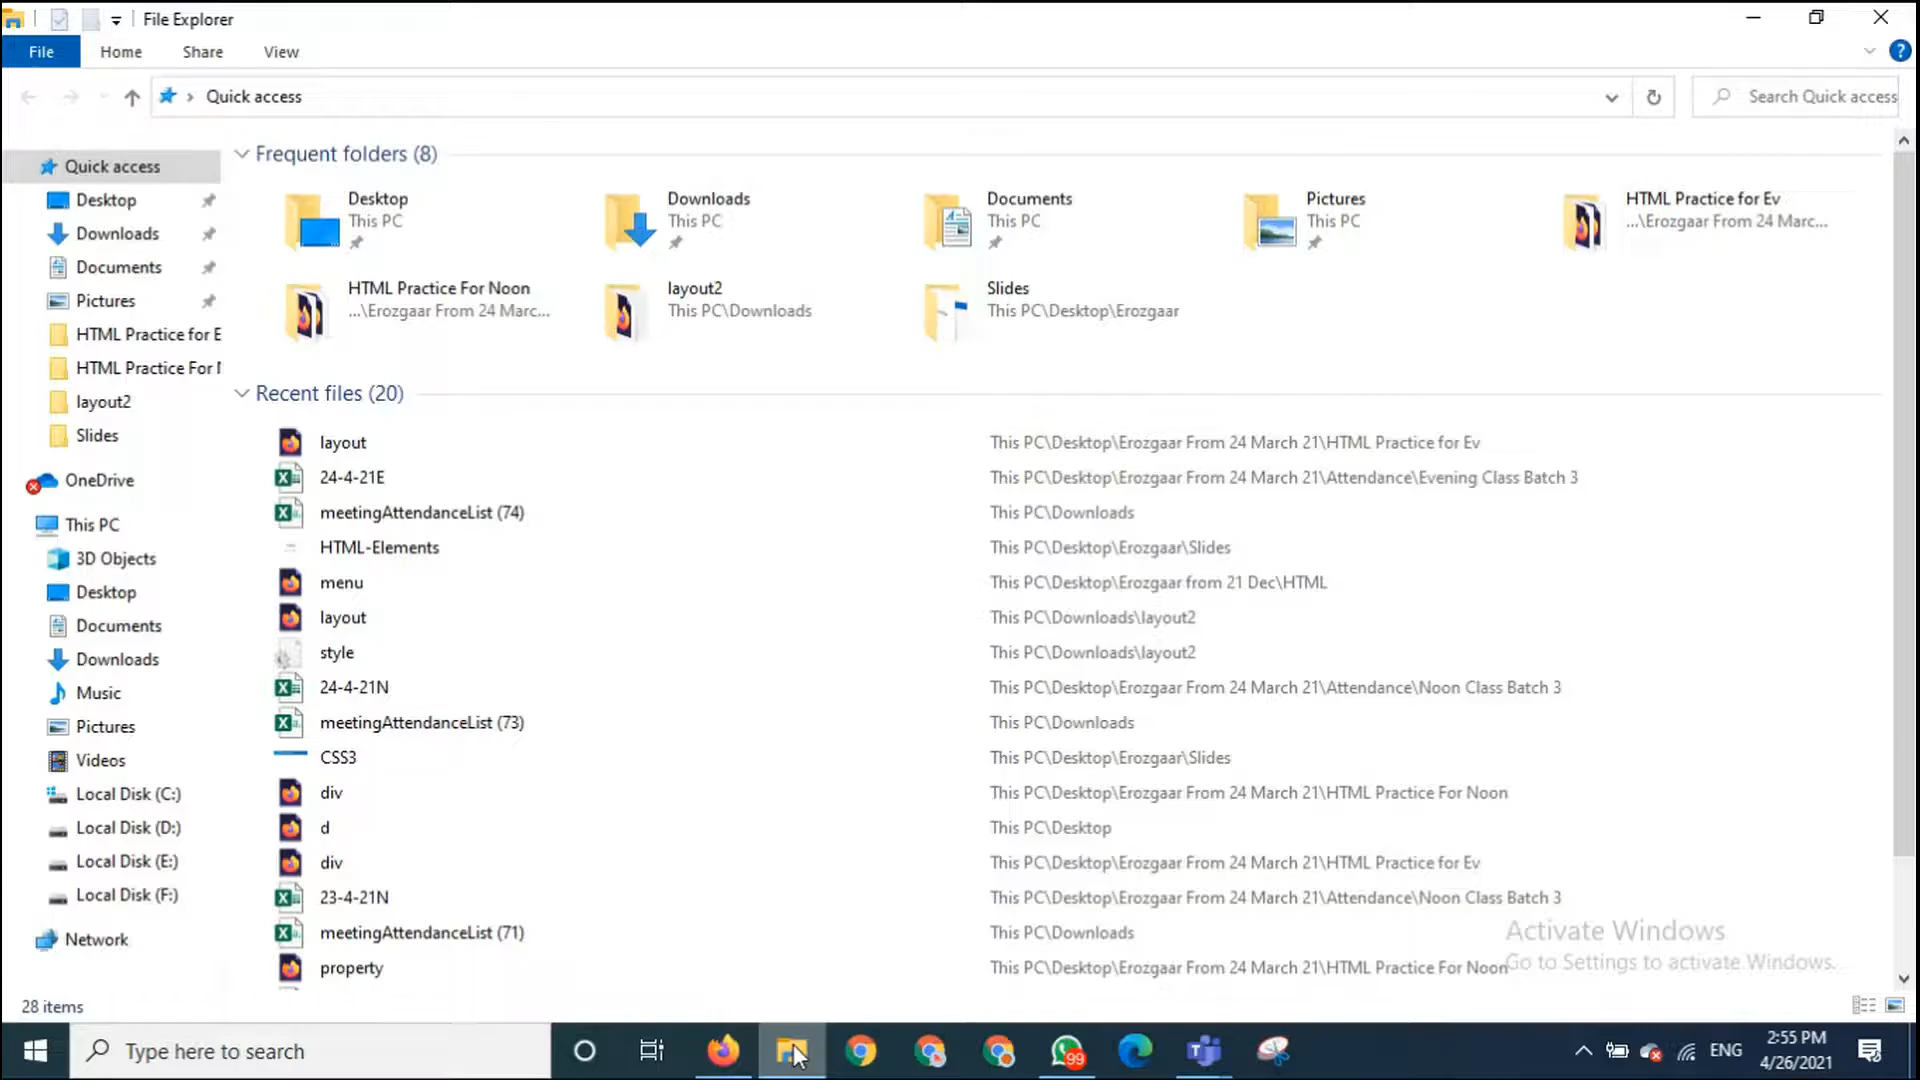 File Explorer
File Home Share View
Quick access
Search Quick access
Quick access
Desktop
Downloads
Documents
Pictures
HTML Practice for E
HTML Practice For
layout2
Slides
OneDrive
This PC
3D Objects
Desktop
Documents
Downloads
Music
Pictures
Videos
Local Disk (C:)
Local Disk (D:)
Local Disk (E:)
Local Disk (F:)
Network
Frequent folders (8)
Desktop
This PC
Downloads
This PC
Documents
This PC
Pictures
This PC
HTML Practice for Ev
...\Erozgaar From 24 Marc...
HTML Practice For Noon
...\Erozgaar From 24 Marc...
layout2
This PC\Downloads
Slides
This PC\Desktop\Erozgaar
Recent files (20)
layout This PC\Desktop\Erozgaar From 24 March 21\HTML Practice for Ev
24-4-21E This PC\Desktop\Erozgaar From 24 March 21\Attendance\Evening Class Batch 3
meetingAttendanceList (74) This PC\Downloads
HTML-Elements This PC\Desktop\Erozgaar\Slides
menu This PC\Desktop\Erozgaar from 21 Dec\HTML
layout This PC\Downloads\layout2
style This PC\Downloads\layout2
24-4-21N This PC\Desktop\Erozgaar From 24 March 21\Attendance\Noon Class Batch 3
meetingAttendanceList (73) This PC\Downloads
CSS3 This PC\Desktop\Erozgaar\Slides
div This PC\Desktop\Erozgaar From 24 March 21\HTML Practice For Noon
d This PC\Desktop
div This PC\Desktop\Erozgaar From 24 March 21\HTML Practice for Ev
23-4-21N This PC\Desktop\Erozgaar From 24 March 21\Attendance\Noon Class Batch 3
meetingAttendanceList (71) This PC\Downloads
property This PC\Desktop\Erozgaar From 24 March 21\HTML Practice For Noon
Activate Windows
Go to Settings to activate Windows.
28 items
Type here to search
99
ENG
2:55 PM
4/26/2021